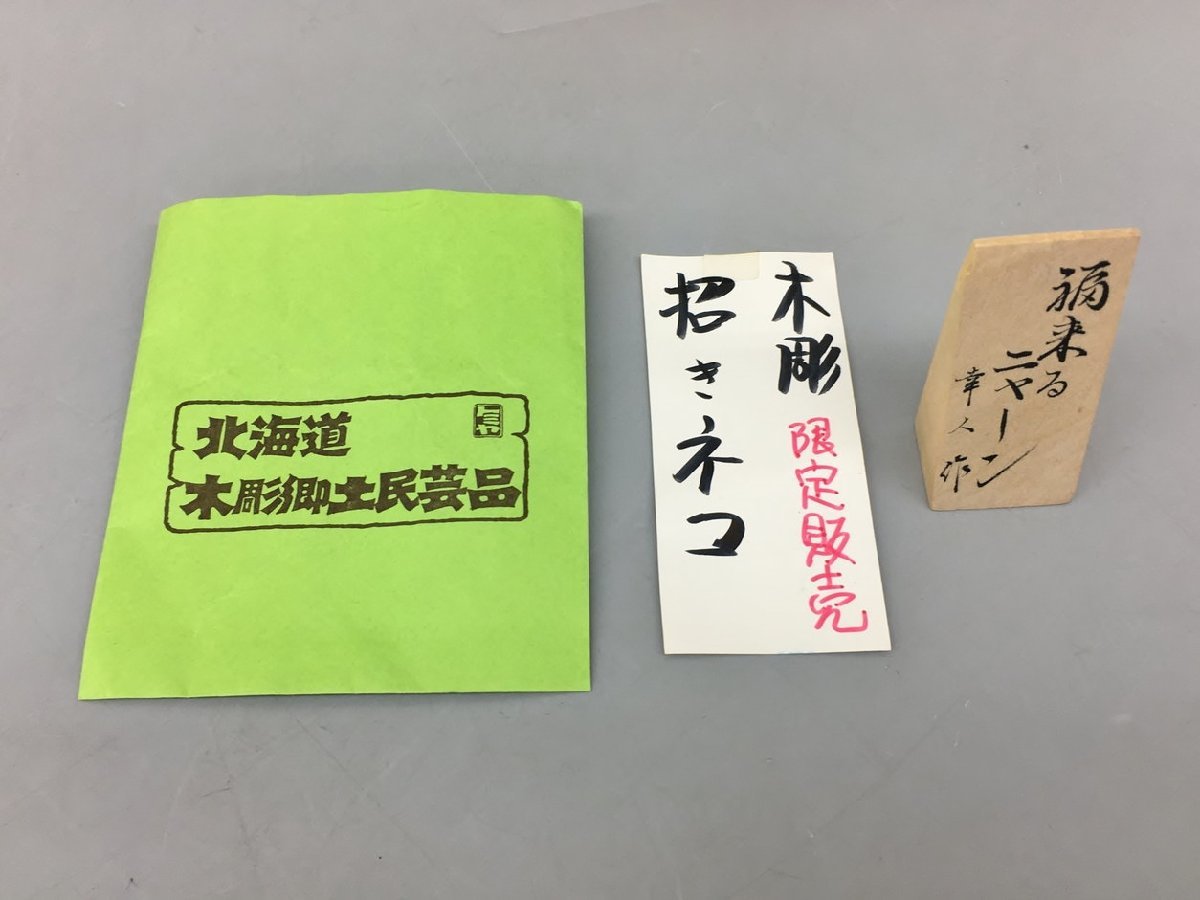 北海道
木彫郷土民芸品
木彫
限定販売
招きネコ
福来る
ニャーン
幸人作